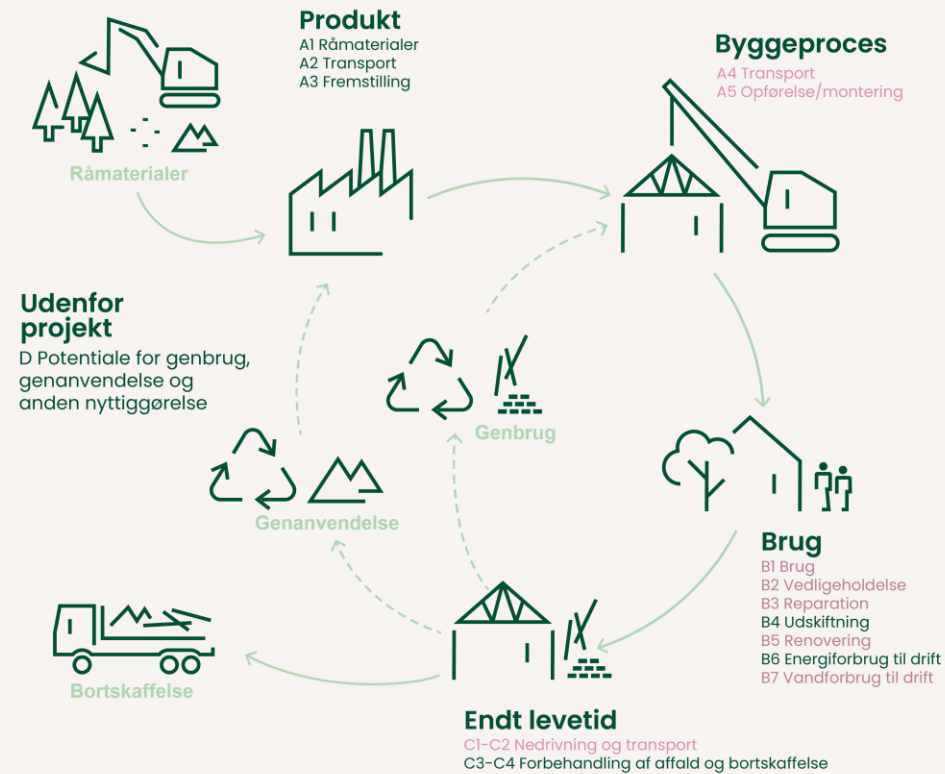 Produkt
A1 Råmaterialer
A2 Transport
A3 Fremstilling
Byggeproces
A4 Transport
A5 Opførelse/montering
Råmaterialer
Udenfor
projekt
D Potentiale for genbrug,
genanvendelse og
anden nyttiggørelse
Genbrug
Genanvendelse
Brug
B1 Brug
B2 Vedligeholdelse
B3 Reparation
B4 Udskiftning
B5 Renovering
B6 Energiforbrug til drift
B7 Vandforbrug til drift
Bortskaffelse
Endt levetid
C1-C2 Nedrivning og transport
C3-C4 Forbehandling af affald og bortskaffelse